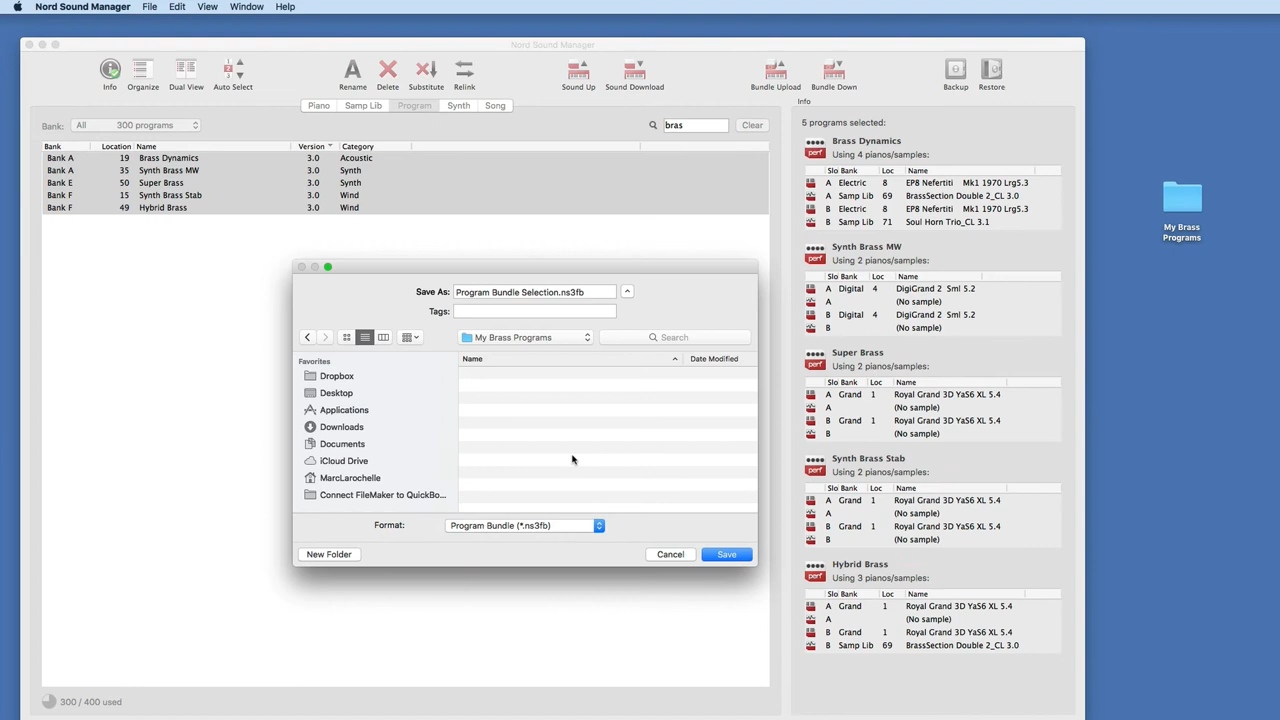 Nord Sound Manager File Edit View Window Help
Nord Sound Manager
Info Organize Dual View Auto Select Rename Delete Substitute Relink Sound Up Sound Download Bundle Upload Bundle Down Backup Restore
Piano Samp Lib Program Synth Song
Info
Bank: All 300 programs bras Clear
5 programs selected:
Bank Location Name Version Category
Bank A 19 Brass Dynamics 3.0 Acoustic
Bank A 35 Synth Brass MW 3.0 Synth
Bank E 50 Super Brass 3.0 Synth
Bank F 15 Synth Brass Stab 3.0 Wind
Bank F 49 Hybrid Brass 3.0 Wind
Save As: Program Bundle Selection.ns3fb
Tags:
My Brass Programs Search
Favorites
Dropbox
Desktop
Applications
Downloads
Documents
iCloud Drive
MarcLarochelle
Connect FileMaker to QuickBo...
Name Date Modified
Format: Program Bundle (*.ns3fb)
New Folder Cancel Save
300 / 400 used
Brass Dynamics
perf Using 4 pianos/samples:
Slo Bank Loc Name
A Electric 8 EP8 Nefertiti Mk1 1970 Lrg5.3
A Samp Lib 69 BrassSection Double 2_CL 3.0
B Electric 8 EP8 Nefertiti Mk1 1970 Lrg5.3
B Samp Lib 71 Soul Horn Trio_CL 3.1
Synth Brass MW
perf Using 2 pianos/samples:
Slo Bank Loc Name
A Digital 4 DigiGrand 2 Sml 5.2
A (No sample)
B Digital 4 DigiGrand 2 Sml 5.2
B (No sample)
Super Brass
perf Using 2 pianos/samples:
Slo Bank Loc Name
A Grand 1 Royal Grand 3D YaS6 XL 5.4
A (No sample)
B Grand 1 Royal Grand 3D YaS6 XL 5.4
B (No sample)
Synth Brass Stab
perf Using 2 pianos/samples:
Slo Bank Loc Name
A Grand 1 Royal Grand 3D YaS6 XL 5.4
A (No sample)
B Grand 1 Royal Grand 3D YaS6 XL 5.4
B (No sample)
Hybrid Brass
perf Using 3 pianos/samples:
Slo Bank Loc Name
A Grand 1 Royal Grand 3D YaS6 XL 5.4
A (No sample)
B Grand 1 Royal Grand 3D YaS6 XL 5.4
B Samp Lib 69 BrassSection Double 2_CL 3.0
My Brass
Programs